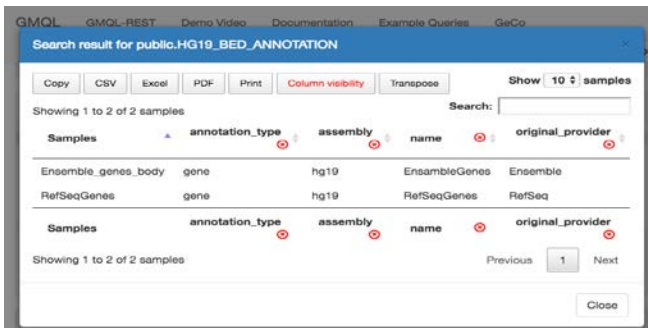 GMQL GMQL-REST Demo Video Documentation Example Queries GeCo
Search result for public.HG19_BED_ANNOTATION
Copy CSV Excel PDF Print Column visibility Transpose Show 10 samples
Showing 1 to 2 of 2 samples Search:
Samples annotation_type assembly name original_provider
Ensemble_genes_body gene hg19 EnsambleGenes Ensemble
RefSeqGenes gene hg19 RefSeqGenes RefSeq
Samples annotation_type assembly name original_provider
Showing 1 to 2 of 2 samples Previous 1 Next
Close